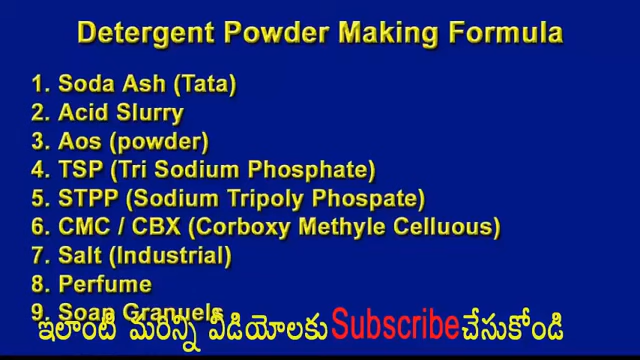 Detergent Powder Making Formula
1. Soda Ash (Tata)
2. Acid Slurry
3. Aos (powder)
4. TSP (Tri Sodium Phosphate)
5. STPP (Sodium Tripoly Phospate)
6. CMC / CBX (Corboxy Methyle Celluous)
7. Salt (Industrial)
8. Perfume
9. Soap Granuels
ఇలాంటి మరిన్ని వీడియోలకు Subscribe చేసుకోండి